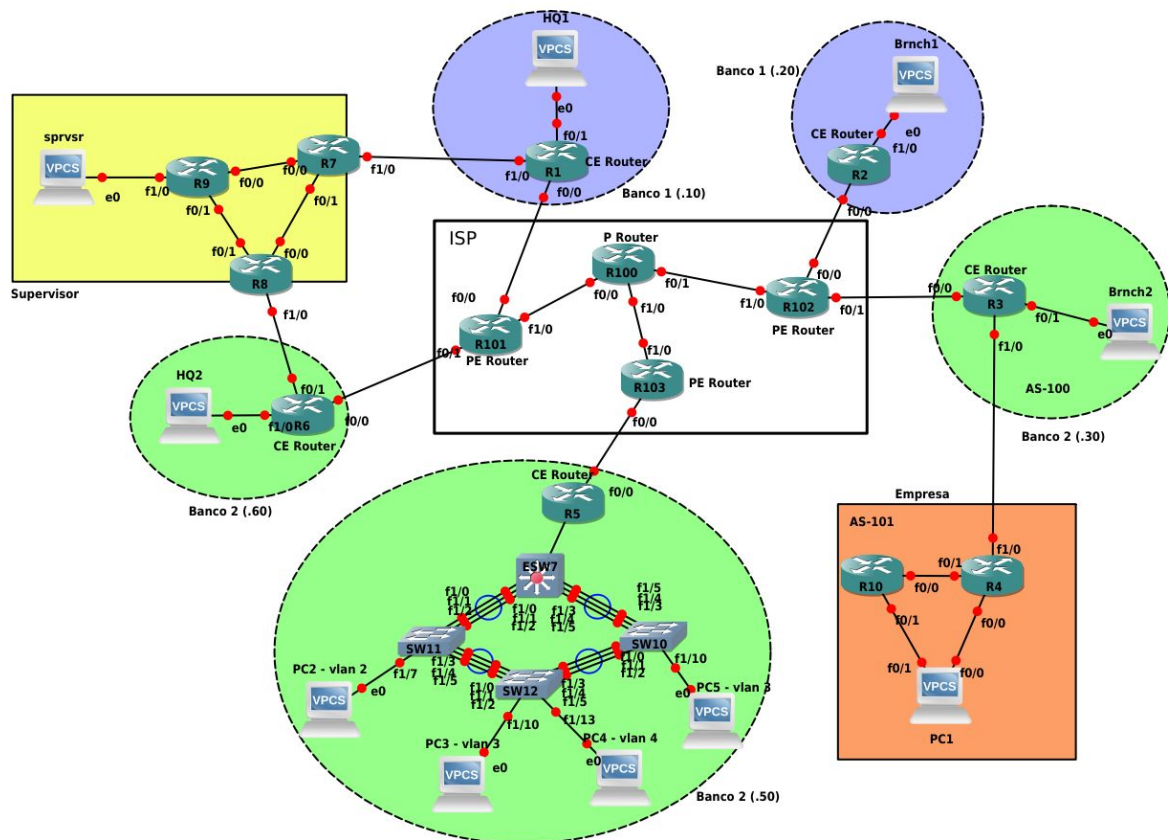 HQ1
VPCS
e0
f0/1
R1
CE Router
f1/0
f0/0
Banco 1 (.10)
Banco 1 (.20)
Brnch1
VPCS
e0
CE Router
f1/0
R2
f0/0
sprvsr
VPCS
e0
f1/0
R9
f0/0
f0/1
f0/0
R7
f1/0
f0/1
f0/1
f0/0
R8
f1/0
Supervisor
ISP
P Router
R100
f0/0
f0/1
f1/0
f0/0
R101
f1/0
f0/1
PE Router
f0/0
f1/0
R102
f0/1
PE Router
f1/0
R103
PE Router
f0/0
CE Router
f0/0
R3
f0/1
f1/0
Brnch2
VPCS
e0
AS-100
Banco 2 (.30)
HQ2
VPCS
e0
f0/1
f1/0
R6
f0/0
CE Router
Banco 2 (.60)
CE Router
f0/0
R5
ESW7
f1/0
f1/1
f1/2
f1/0
f1/1
f1/2
f1/3
f1/4
f1/5
f1/5
f1/4
f1/3
SW11
f1/7
f1/3
f1/4
f1/5
f1/0
f1/1
f1/2
SW12
f1/3
f1/4
f1/5
f1/0
f1/1
f1/2
SW10
f1/10
PC2 - vlan 2
e0
VPCS
f1/10
f1/13
PC3 - vlan 3
e0
VPCS
PC4 - vlan 4
e0
VPCS
PC5 - vlan 3
e0
VPCS
Banco 2 (.50)
Empresa
AS-101
R10
f0/0
f0/1
f0/1
f1/0
R4
f0/0
f0/1
f0/0
VPCS
PC1